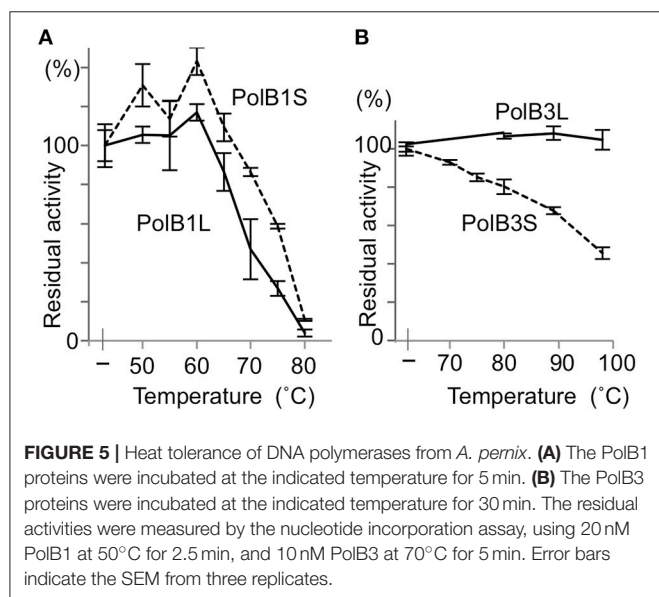 A
B
(%)
(%)
PolB1S
PolB3L
100
100
Residual activity
Residual activity
PolB1L
PolB3S
0
0
– 50 60 70 80
– 70 80 90 100
Temperature (˚C)
Temperature (˚C)
FIGURE 5 | Heat tolerance of DNA polymerases from A. pernix. (A) The PolB1
proteins were incubated at the indicated temperature for 5 min. (B) The PolB3
proteins were incubated at the indicated temperature for 30 min. The residual
activities were measured by the nucleotide incorporation assay, using 20 nM
PolB1 at 50°C for 2.5 min, and 10 nM PolB3 at 70°C for 5 min. Error bars
indicate the SEM from three replicates.